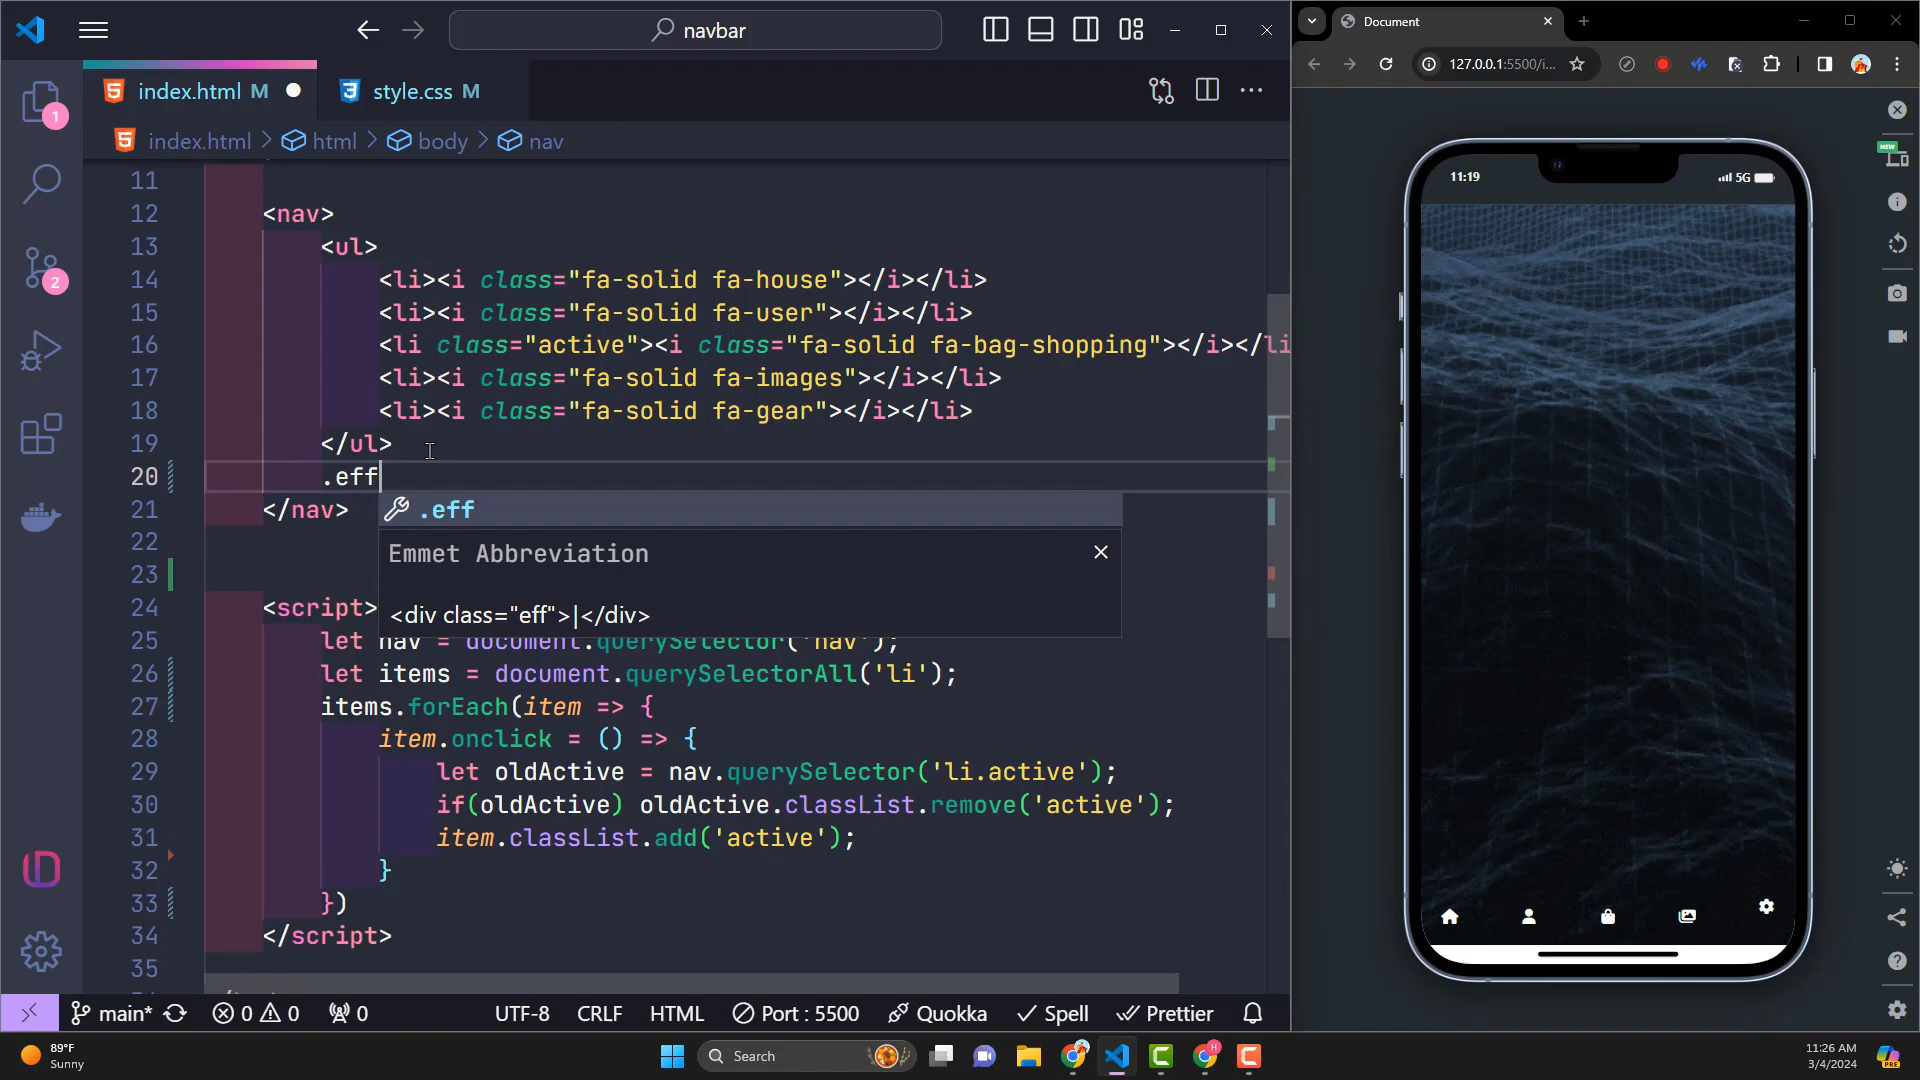 navbar
index.html M
style.css M
index.html
html
body
nav
11
12 <nav>
13 <ul>
14 <li><i class="fa-solid fa-house"></i></li>
15 <li><i class="fa-solid fa-user"></i></li>
16 <li class="active"><i class="fa-solid fa-bag-shopping"></i></li
17 <li><i class="fa-solid fa-images"></i></li>
18 <li><i class="fa-solid fa-gear"></i></li>
19 </ul>
20 .eff
21 </nav>
.eff
Emmet Abbreviation
<div class="eff">|</div>
22
23
24 <script>
25 let nav = document.querySelector('nav');
26 let items = document.querySelectorAll('li');
27 items.forEach(item => {
28 item.onclick = () => {
29 let oldActive = nav.querySelector('li.active');
30 if(oldActive) oldActive.classList.remove('active');
31 item.classList.add('active');
32 }
33 })
34 </script>
35
1
2
main*
0
0
0
UTF-8
CRLF
HTML
Port : 5500
Quokka
Spell
Prettier
Document
127.0.0.1:5500/i...
NEW
11:19
5G
89°F
Sunny
Search
H
PRE
11:26 AM
3/4/2024